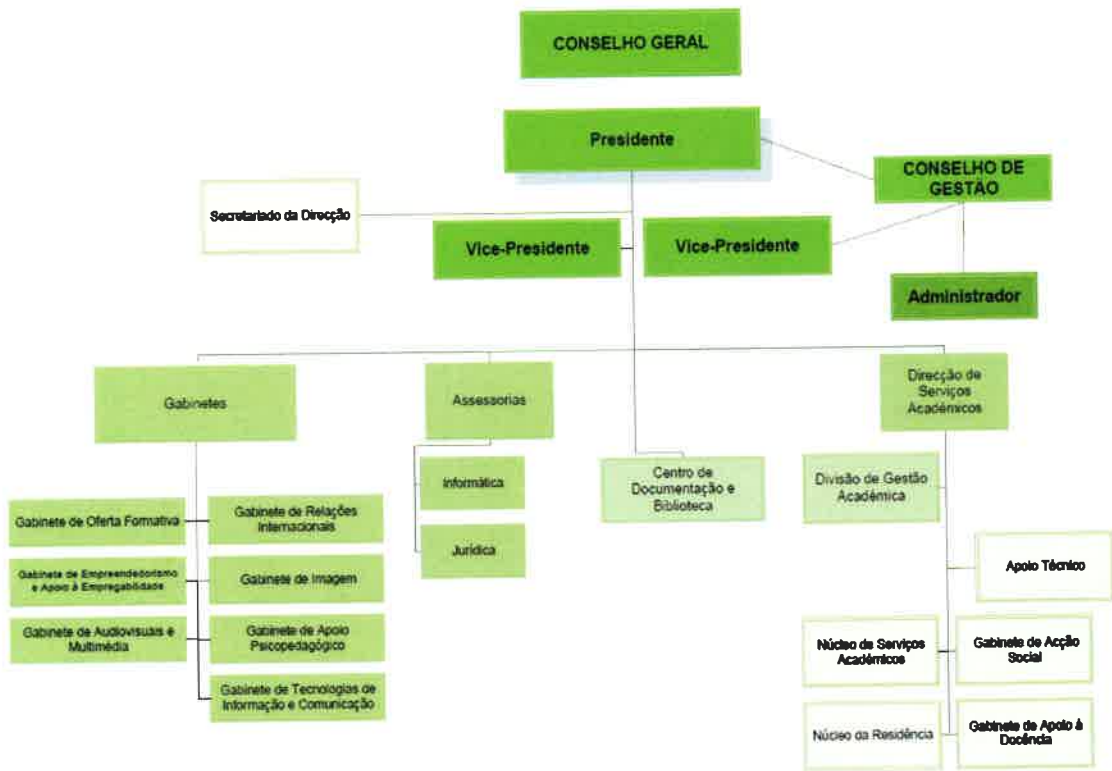 CONSELHO GERAL
Presidente
CONSELHO DE
GESTÃO
Secretariado da Direcção
Vice-Presidente
Vice-Presidente
Administrador
Gabinetes
Assessorias
Direcção de
Serviços
Académicos
Informática
Jurídica
Centro de
Documentação e
Biblioteca
Divisão de Gestão
Académica
Gabinete de Oferta Formativa
Gabinete de Relações
Internacionais
Gabinete de Empreendedorismo
e Apoio à Empregabilidade
Gabinete de Imagem
Gabinete de Audiovisuais e
Multimédia
Gabinete de Apoio
Psicopedagógico
Gabinete de Tecnologias de
Informação e Comunicação
Apoio Técnico
Núcleo de Serviços
Académicos
Gabinete de Acção
Social
Núcleo da Residência
Gabinete de Apoio à
Docência